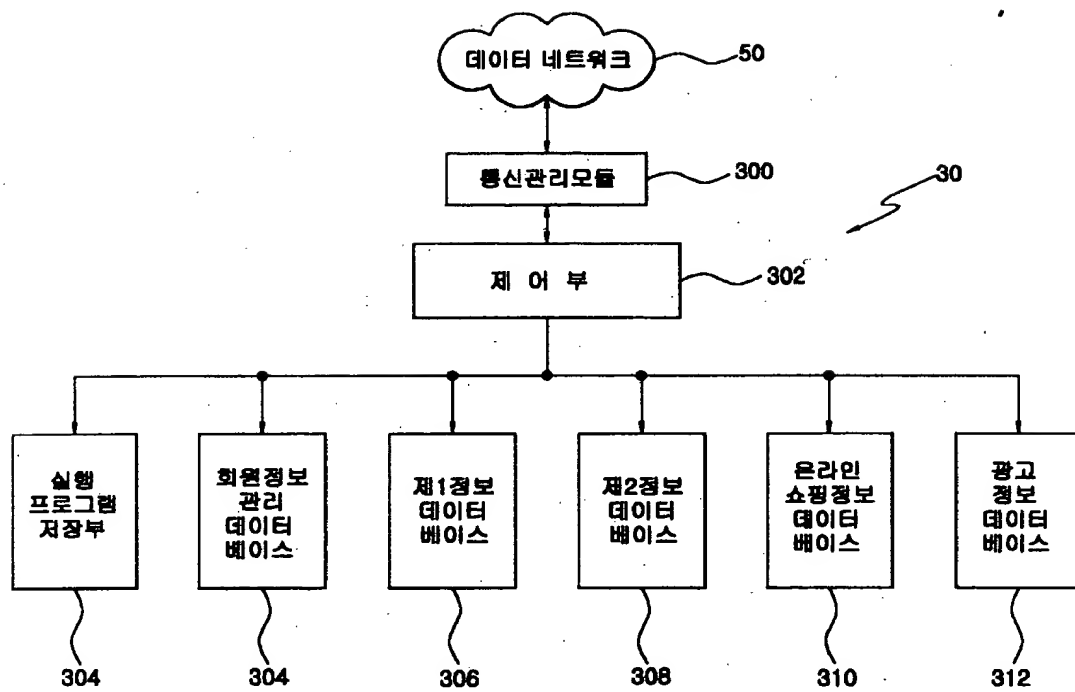 데이터 네트워크
50
통신관리모듈
300
30
제 어 부
302
실행
프로그램
저장부
회원정보
관리
데이터
베이스
제1정보
데이터
베이스
제2정보
데이터
베이스
온라인
쇼핑정보
데이터
베이스
광고
정보
데이터
베이스
304
304
306
308
310
312